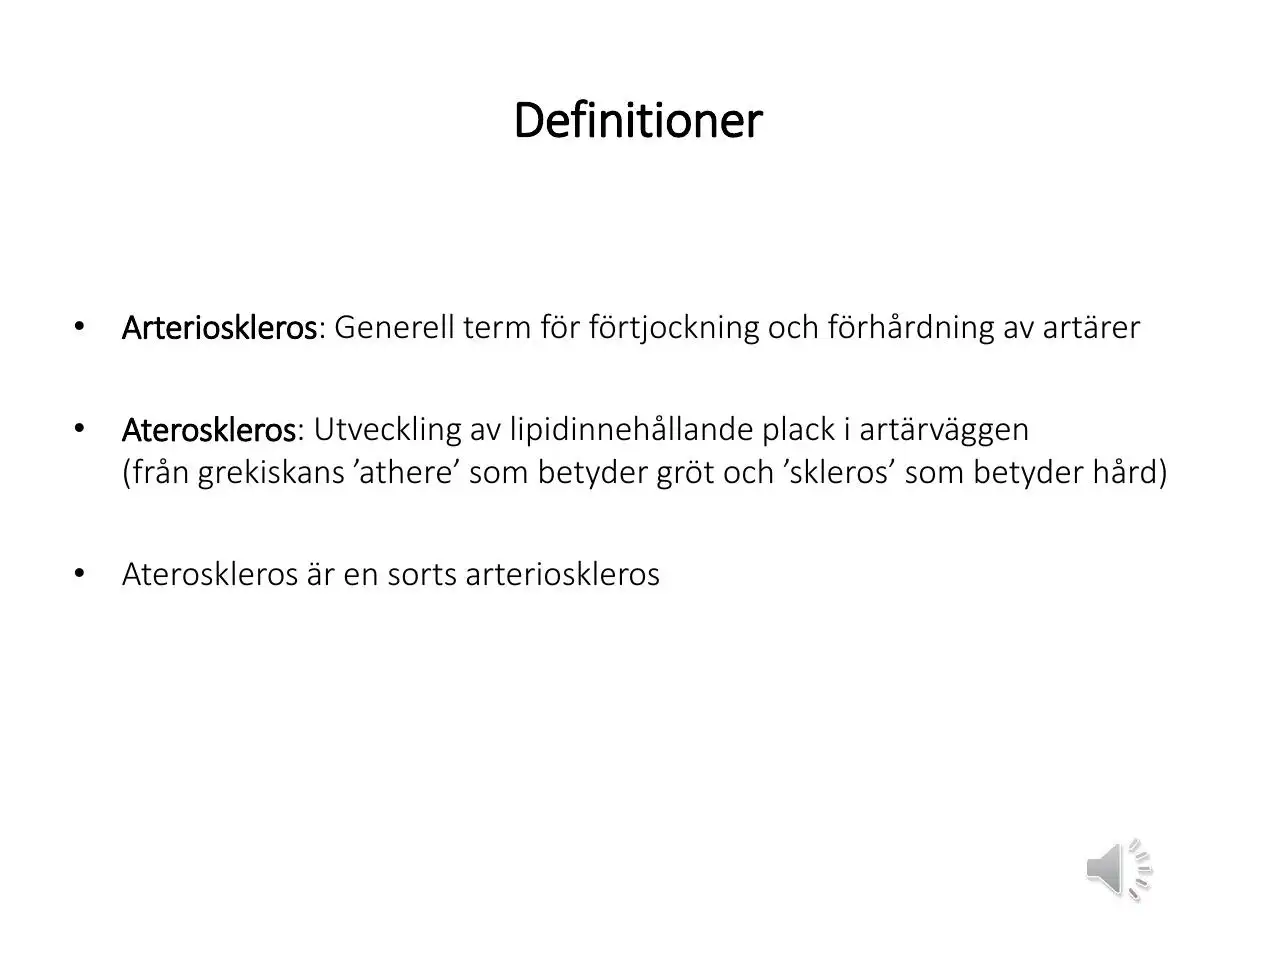 Definitioner
• Arterioskleros: Generell term för förtjockning och förhårdning av artärer
• Ateroskleros: Utveckling av lipidinnehållande plack i artärväggen
(från grekiskans ’athere’ som betyder gröt och ’skleros’ som betyder hård)
• Ateroskleros är en sorts arterioskleros